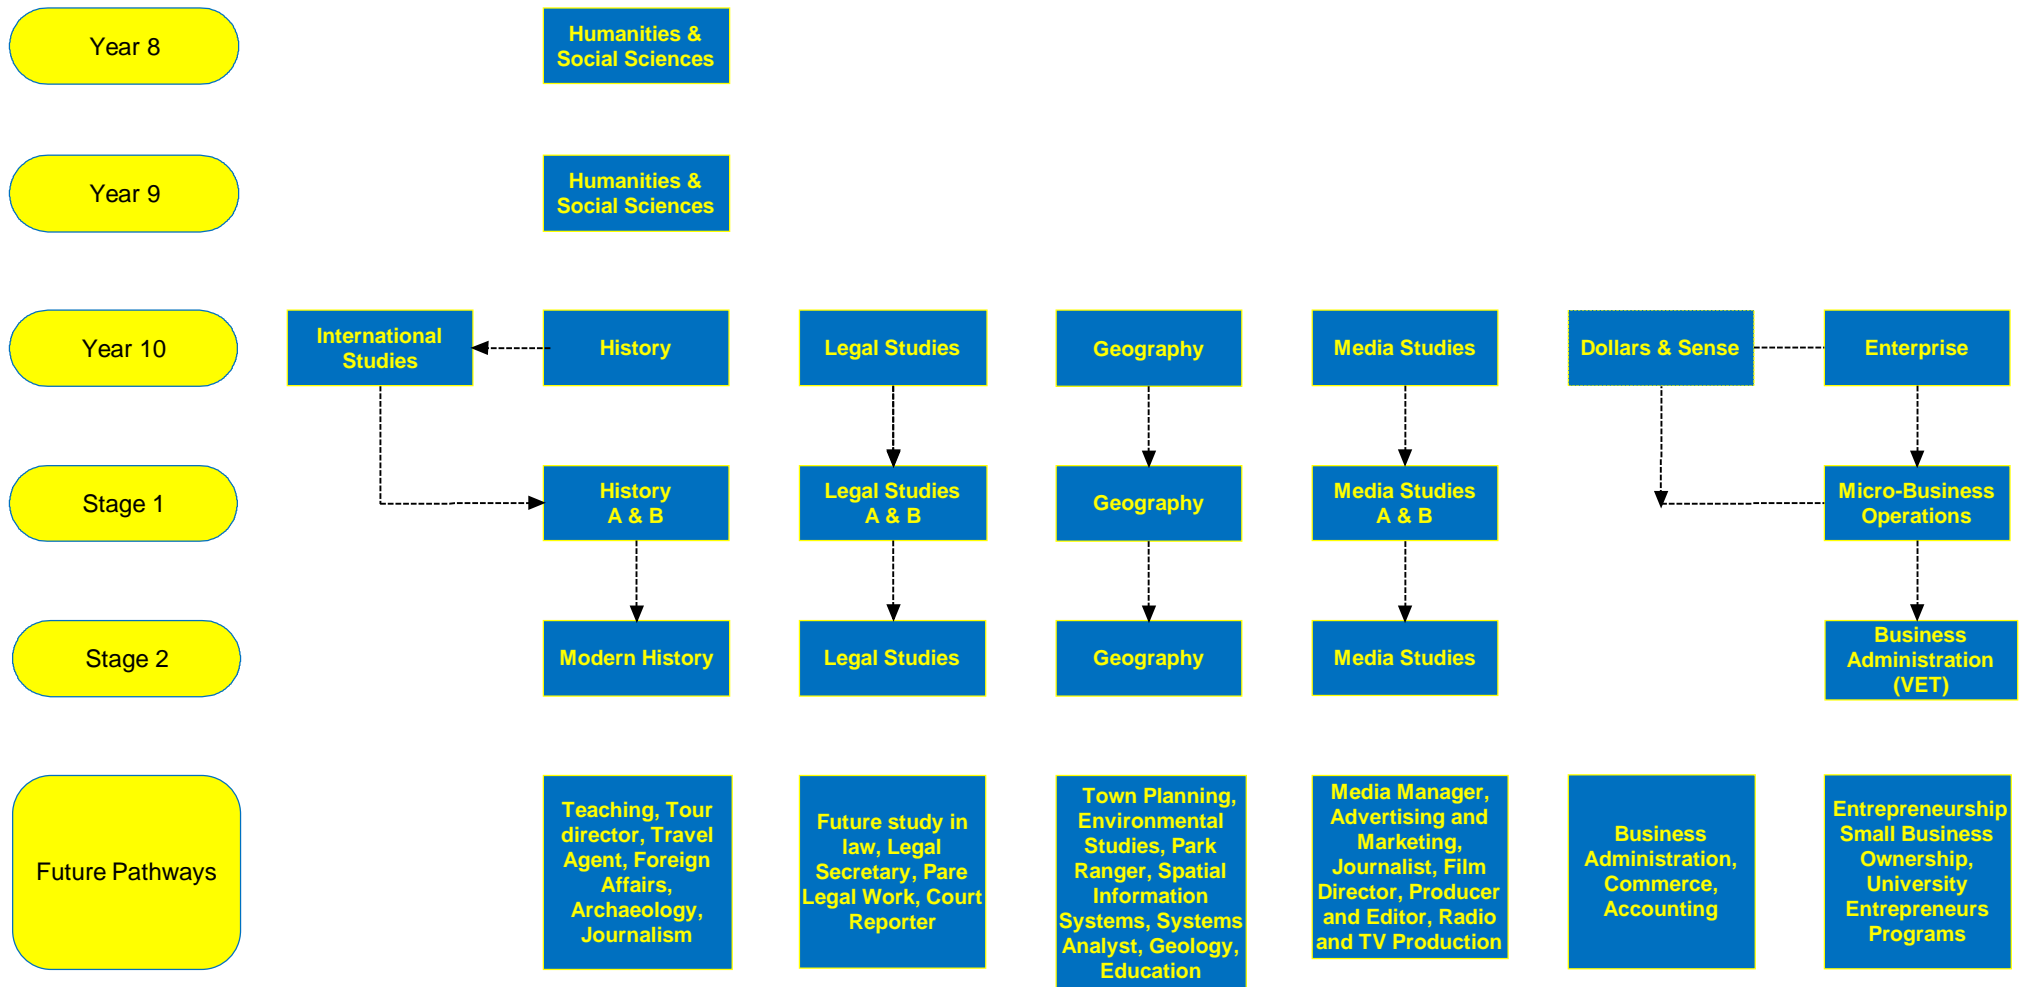 Year 8
Humanities &
Social Sciences
Year 9
Humanities &
Social Sciences
Year 10
International
Studies
History
Legal Studies
Geography
Media Studies
Dollars & Sense
Enterprise
Stage 1
History
A & B
Legal Studies
A & B
Geography
Media Studies
A & B
Micro-Business
Operations
Stage 2
Modern History
Legal Studies
Geography
Media Studies
Business
Administration
(VET)
Future Pathways
Teaching, Tour
director, Travel
Agent, Foreign
Affairs,
Archaeology,
Journalism
Future study in
law, Legal
Secretary, Pare
Legal Work, Court
Reporter
Town Planning,
Environmental
Studies, Park
Ranger, Spatial
Information
Systems, Systems
Analyst, Geology,
Education
Media Manager,
Advertising and
Marketing,
Journalist, Film
Director, Producer
and Editor, Radio
and TV Production
Business
Administration,
Commerce,
Accounting
Entrepreneurship
Small Business
Ownership,
University
Entrepreneurs
Programs